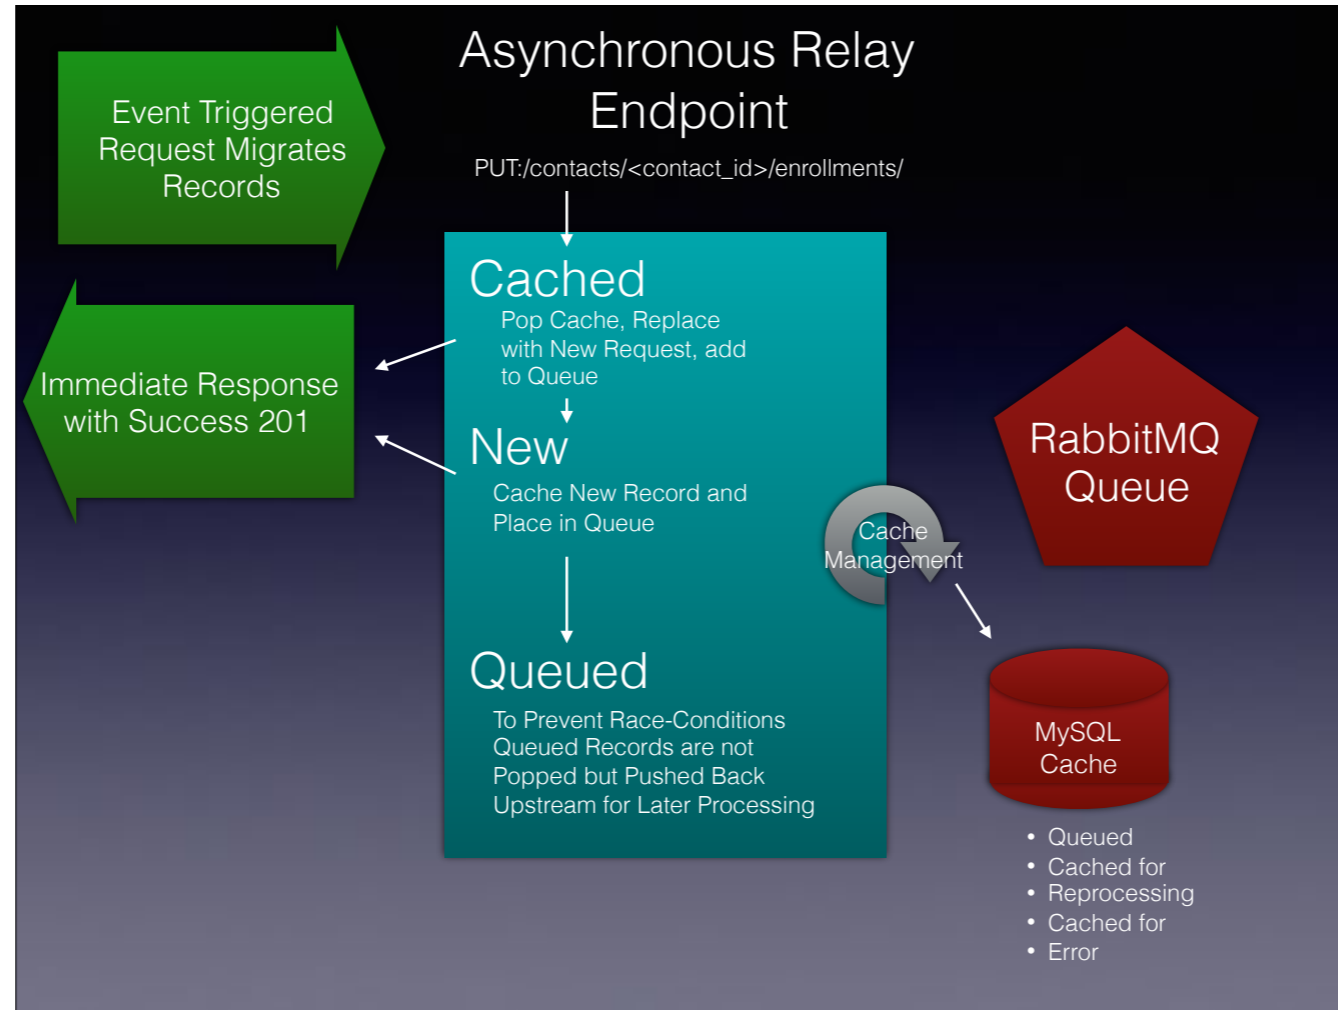 Asynchronous Relay
Endpoint
PUT:/contacts/<contact_id>/enrollments/
Event Triggered
Request Migrates
Records
Immediate Response
with Success 201
Cached
Pop Cache, Replace
with New Request, add
to Queue
New
Cache New Record and
Place in Queue
Queued
To Prevent Race-Conditions
Queued Records are not
Popped but Pushed Back
Upstream for Later Processing
Cache
Management
RabbitMQ
Queue
MySQL
Cache
• Queued
• Cached for
• Reprocessing
• Cached for
• Error